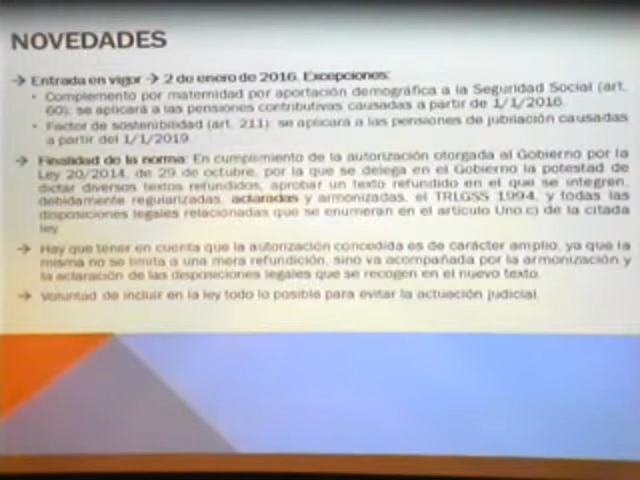 NOVEDADES
→ Entrada en vigor → 2 de enero de 2016. Excepciones:
• Complemento por maternidad por aportación demográfica a la Seguridad Social (art.
60): se aplicará a las pensiones contributivas causadas a partir de 1/1/2016.
• Factor de sostenibilidad (art. 211): se aplicará a las pensiones de jubilación causadas
a partir del 1/1/2019.
→ Finalidad de la norma: En cumplimiento de la autorización otorgada al Gobierno por la
Ley 20/2014, de 29 de octubre, por la que se delega en el Gobierno la potestad de
dictar diversos textos refundidos, aprobar un texto refundido en el que se integren,
debidamente regularizadas, aclaradas y armonizadas, el TRLGSS 1994, y todas las
disposiciones legales relacionadas que se enumeran en el artículo Uno.c) de la citada
ley.
→ Hay que tener en cuenta que la autorización concedida es de carácter amplio, ya que la
misma no se limita a una mera refundición, sino va acompañada por la armonización y
la aclaración de las disposiciones legales que se recogen en el nuevo texto.
→ Voluntad de incluir en la ley todo lo posible para evitar la actuación judicial.